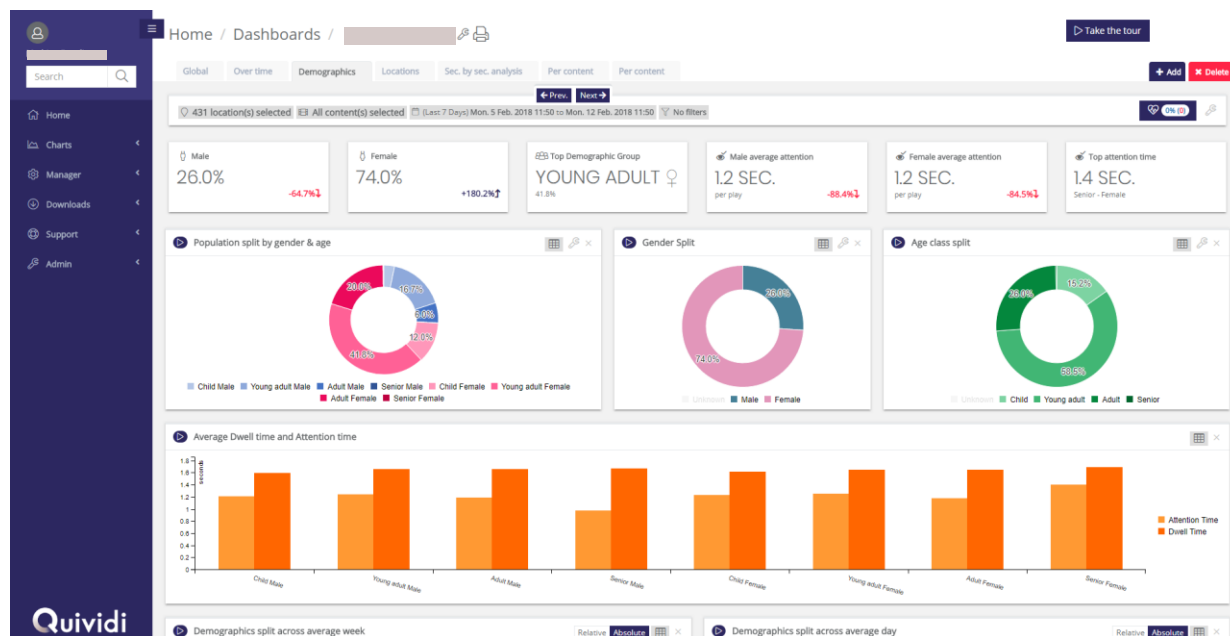 Home / Dashboards /
Take the tour
Search
Global Over time Demographics Locations Sec. by sec. analysis Per content Per content
Add Delete
Prev. Next
431 location(s) selected All content(s) selected (Last 7 Days) Mon. 5 Feb. 2018 11:50 to Mon. 12 Feb. 2018 11:50 No filters
0% (0)
Home
Charts
Manager
Downloads
Support
Admin
Male
26.0%
-64.7%
Female
74.0%
+180.2%
Top Demographic Group
YOUNG ADULT
41.8%
Male average attention
1.2 SEC.
per play
-88.4%
Female average attention
1.2 SEC.
per play
-84.5%
Top attention time
1.4 SEC.
Senior - Female
Population split by gender & age
20.0% 16.7%
6.0%
12.0%
41.8%
Child Male Young adult Male Adult Male Senior Male Child Female Young adult Female
Adult Female Senior Female
Gender Split
26.0%
74.0%
Unknown Male Female
Age class split
26.0% 15.2%
58.5%
Unknown Child Young adult Adult Senior
Average Dwell time and Attention time
seconds
1.8
1.6
1.4
1.2
1
0.8
0.6
0.4
0.2
0
Child Male Young adult Male Adult Male Senior Male Child Female Young adult Female Adult Female Senior Female
Attention Time
Dwell Time
Quividi
Demographics split across average week
Relative Absolute
Demographics split across average day
Relative Absolute